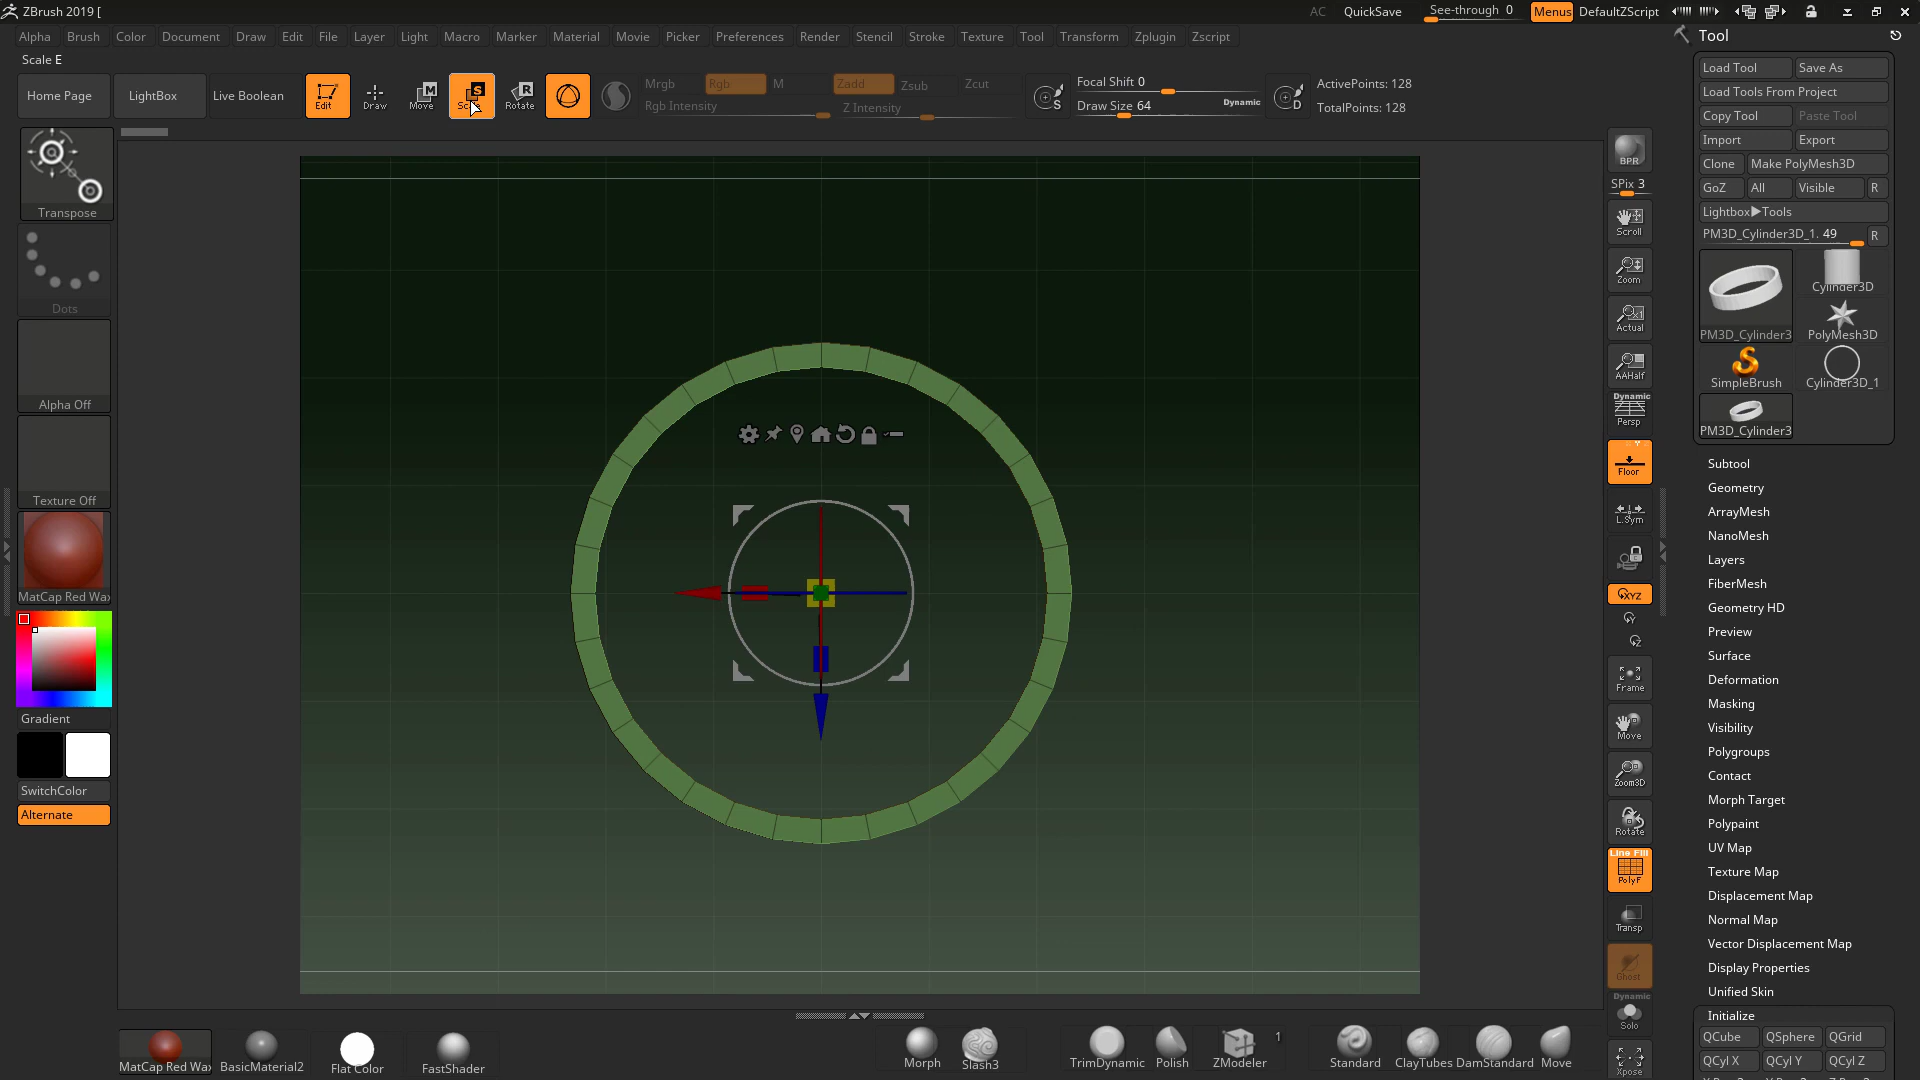 ZBrush 2019 [
AC QuickSave See-through 0 Menus DefaultZScript
Alpha Brush Color Document Draw Edit File Layer Light Macro Marker Material Movie Picker Preferences Render Stencil Stroke Texture Tool Transform Zplugin Zscript
Scale E
Home Page LightBox Live Boolean Edit Draw Move Rotate
Mrgb Rgb M Zadd Zsub Zcut
Rgb Intensity Z Intensity
S Focal Shift 0
Draw Size 64 Dynamic
D ActivePoints: 128
TotalPoints: 128
Transpose
Dots
Alpha Off
Texture Off
MatCap Red Wax
Gradient
SwitchColor
Alternate
BPR
SPix 3
Scroll
Zoom
Actual
AAHalf
Dynamic
Persp
Floor
L.Sym
XYZ
Y
Z
Frame
Move
Zoom3D
Rotate
Line Fill
PolyF
Transp
Ghost
Dynamic
Solo
Xpose
Tool
Load Tool Save As
Load Tools From Project
Copy Tool Paste Tool
Import Export
Clone Make PolyMesh3D
GoZ All Visible R
Lightbox▶Tools
PM3D_Cylinder3D_1. 49 R
PM3D_Cylinder3 Cylinder3D
PolyMesh3D
SimpleBrush Cylinder3D_1
PM3D_Cylinder3
Subtool
Geometry
ArrayMesh
NanoMesh
Layers
FiberMesh
Geometry HD
Preview
Surface
Deformation
Masking
Visibility
Polygroups
Contact
Morph Target
Polypaint
UV Map
Texture Map
Displacement Map
Normal Map
Vector Displacement Map
Display Properties
Unified Skin
Initialize
QCube QSphere QGrid
QCyl X QCyl Y QCyl Z
MatCap Red Wax BasicMaterial2 Flat Color FastShader Morph Slash3 TrimDynamic Polish ZModeler 1 Standard ClayTubes DamStandard Move